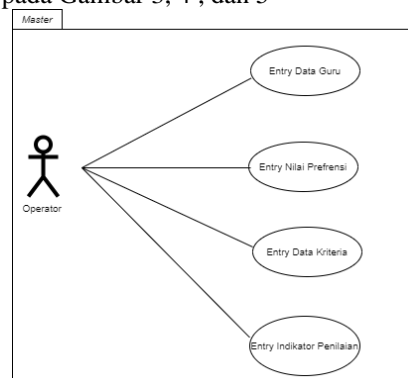 pada Gambar 3, 4 , dan 5
Master
Entry Data Guru
Entry Nilai Prefrensi
Operator
Entry Data Kriteria
Entry Indikator Penilaian